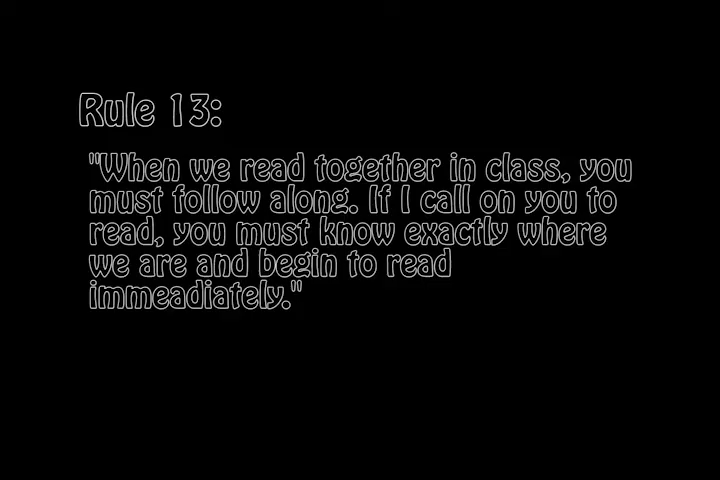 Rule 13:
"When we read together in class, you
must follow along. If I call on you to
read, you must know exactly where
we are and begin to read
immeadiately."